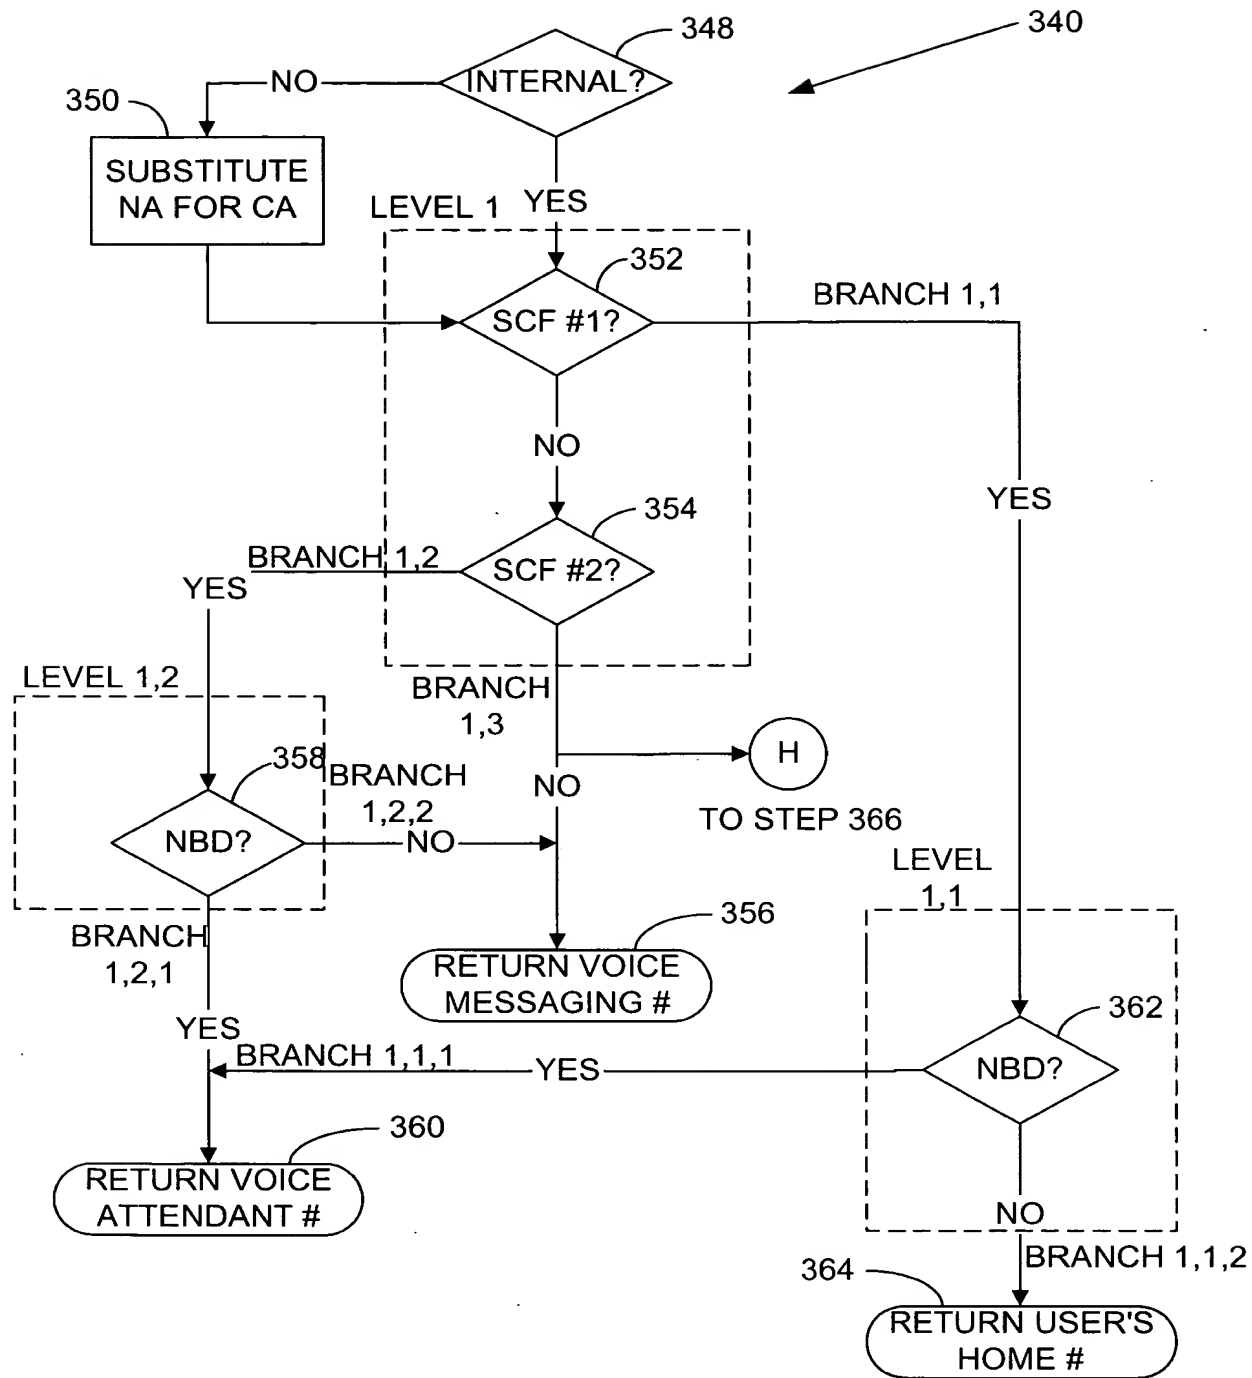 348
340
INTERNAL?
NO
350
SUBSTITUTE
NA FOR CA
YES
LEVEL 1
352
BRANCH 1,1
SCF #1?
NO
YES
354
BRANCH 1,2
SCF #2?
YES
LEVEL 1,2
BRANCH
1,3
H
358
BRANCH
1,2,2
NO
TO STEP 366
NBD?
NO
LEVEL
1,1
356
BRANCH
1,2,1
RETURN VOICE
MESSAGING #
362
YES
BRANCH 1,1,1
YES
NBD?
360
RETURN VOICE
ATTENDANT #
NO
BRANCH 1,1,2
364
RETURN USER'S
HOME #